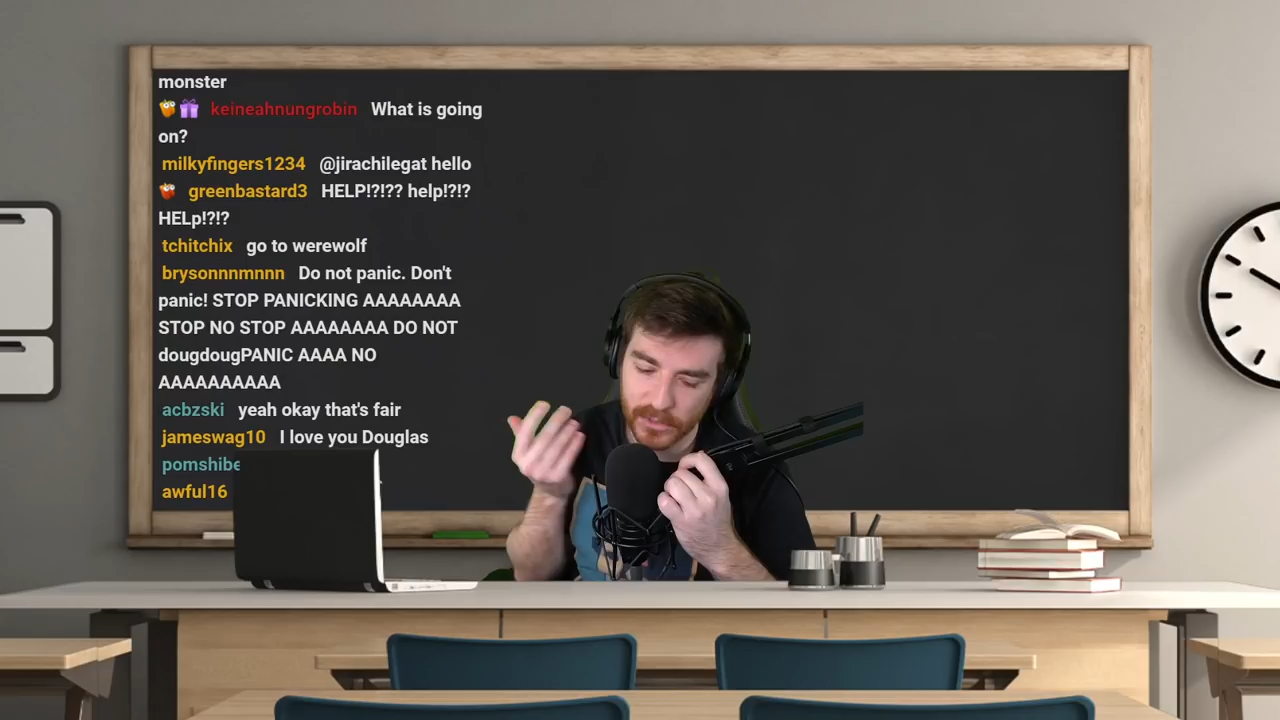 monster
keineahnungrobin What is going
on?
milkyfingers1234 @jirachilegat hello
greenbastard3 HELP!?!?? help!?!?
HELp!?!?
tchitchix go to werewolf
brysonnnmnnn Do not panic. Don't
panic! STOP PANICKING AAAAAAAA
STOP NO STOP AAAAAAAA DO NOT
dougdougPANIC AAAA NO
AAAAAAAAAA
acbzski yeah okay that's fair
jameswag10 I love you Douglas
pomshibe
awful16